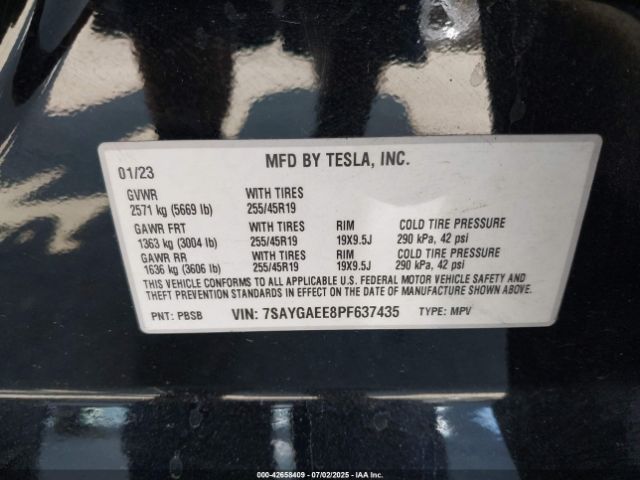 MFD BY TESLA, INC.
01/23
GVWR WITH TIRES
2571 kg (5669 lb) 255/45R19
GAWR FRT WITH TIRES RIM COLD TIRE PRESSURE
1363 kg (3004 lb) 255/45R19 19X9.5J 290 kPa, 42 psi
GAWR RR WITH TIRES RIM COLD TIRE PRESSURE
1636 kg (3606 lb) 255/45R19 19X9.5J 290 kPa, 42 psi
THIS VEHICLE CONFORMS TO ALL APPLICABLE U.S. FEDERAL MOTOR VEHICLE SAFETY AND
THEFT PREVENTION STANDARDS IN EFFECT ON THE DATE OF MANUFACTURE SHOWN ABOVE.
PNT: PBSB VIN: 7SAYGAEE8PF637435 TYPE: MPV
000-42658409 07/02/2025 IAAI.COM